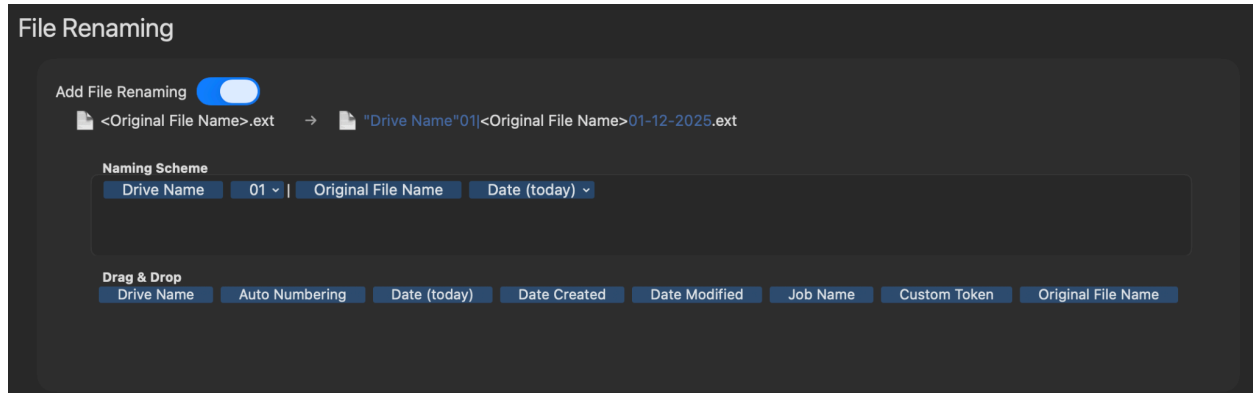 File Renaming
Add File Renaming
<Original File Name>.ext → "Drive Name"01|<Original File Name>01-12-2025.ext
Naming Scheme
Drive Name 01 | Original File Name Date (today)
Drag & Drop
Drive Name Auto Numbering Date (today) Date Created Date Modified Job Name Custom Token Original File Name